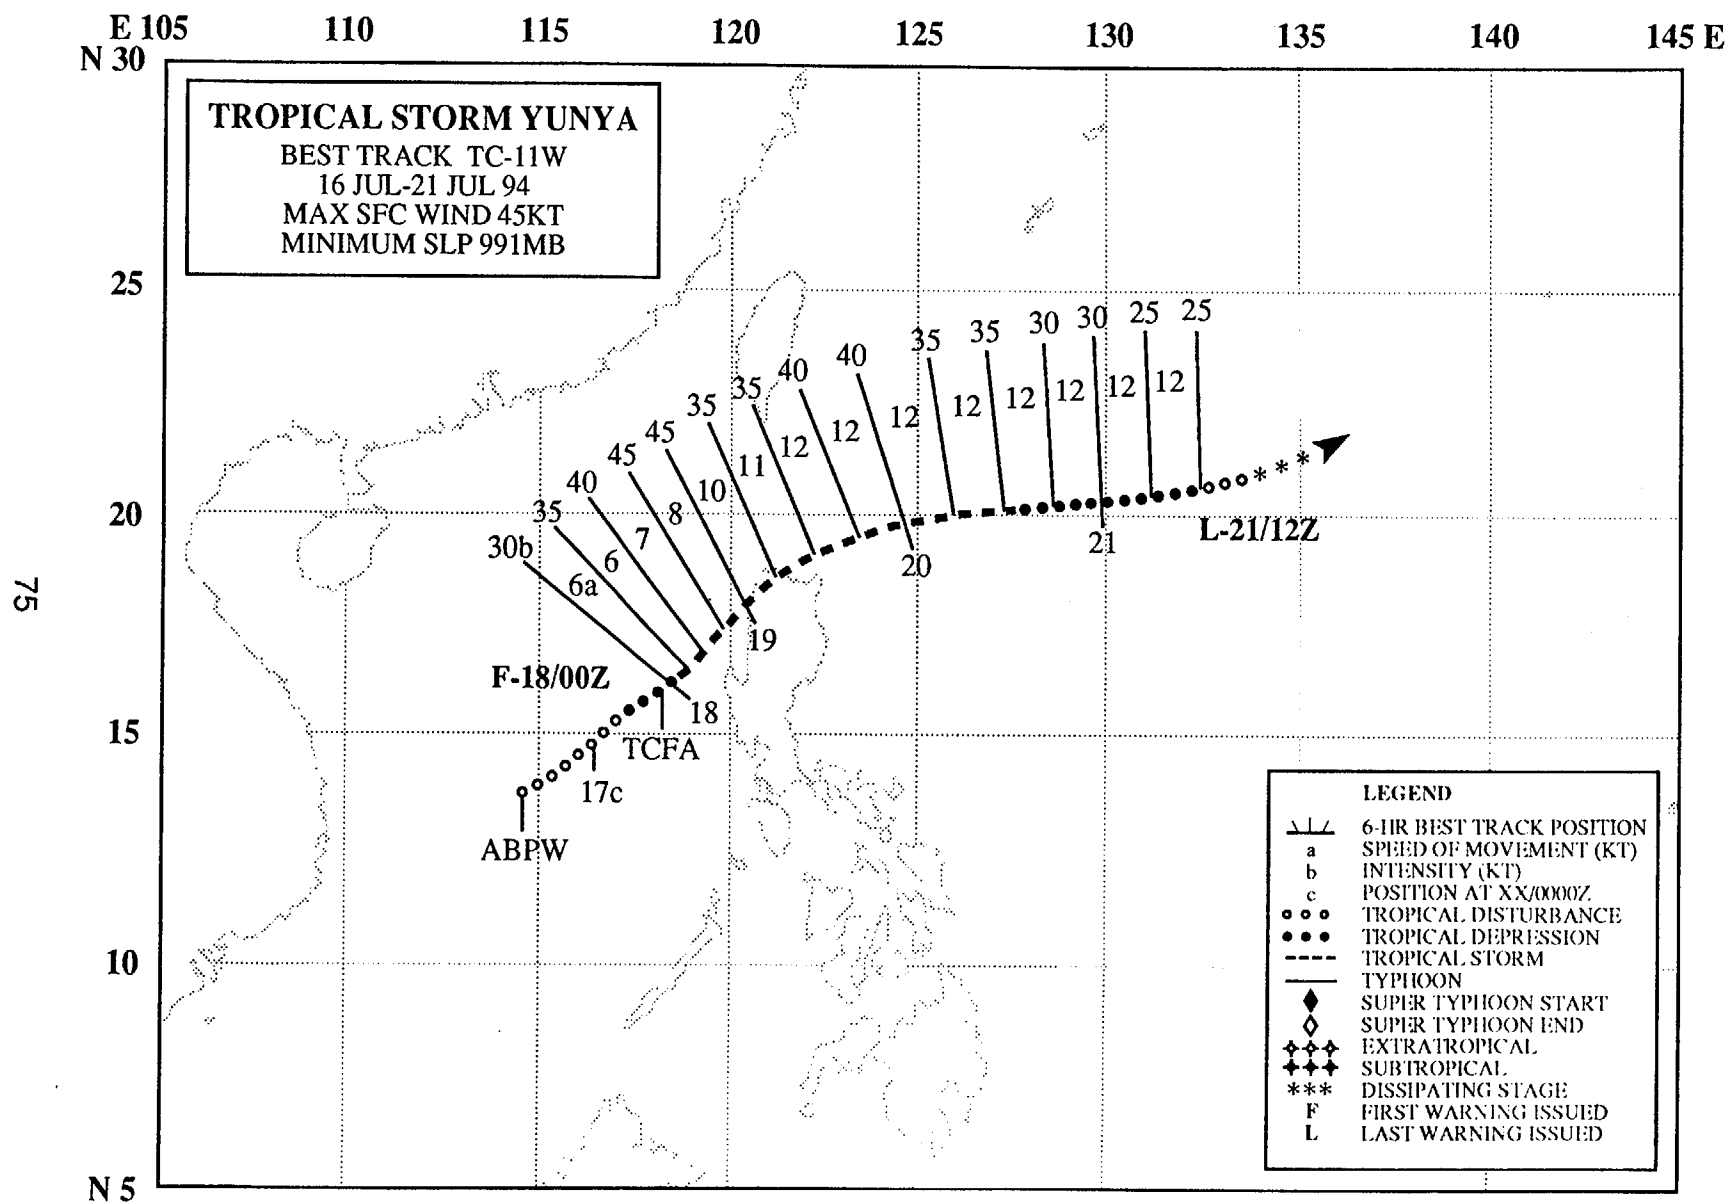 E 105 110 115 120 125 130 135 140 145 E
N 30
TROPICAL STORM YUNYA
BEST TRACK TC-11W
16 JUL-21 JUL 94
MAX SFC WIND 45KT
MINIMUM SLP 991MB
25
20
15
10
N 5
75
30b
35
40
45
45
35
35
40
40
35
35
30
30
25
25
6a
6
7
8
10
11
12
12
12
12
12
12
12
12
F-18/00Z
18
19
20
21
L-21/12Z
TCFA
17c
ABPW
LEGEND
6-HR BEST TRACK POSITION
a SPEED OF MOVEMENT (KT)
b INTENSITY (KT)
c POSITION AT XX/0000Z
TROPICAL DISTURBANCE
TROPICAL DEPRESSION
TROPICAL STORM
TYPHOON
SUPER TYPHOON START
SUPER TYPHOON END
EXTRATROPICAL
SUBTROPICAL
*** DISSIPATING STAGE
F FIRST WARNING ISSUED
L LAST WARNING ISSUED